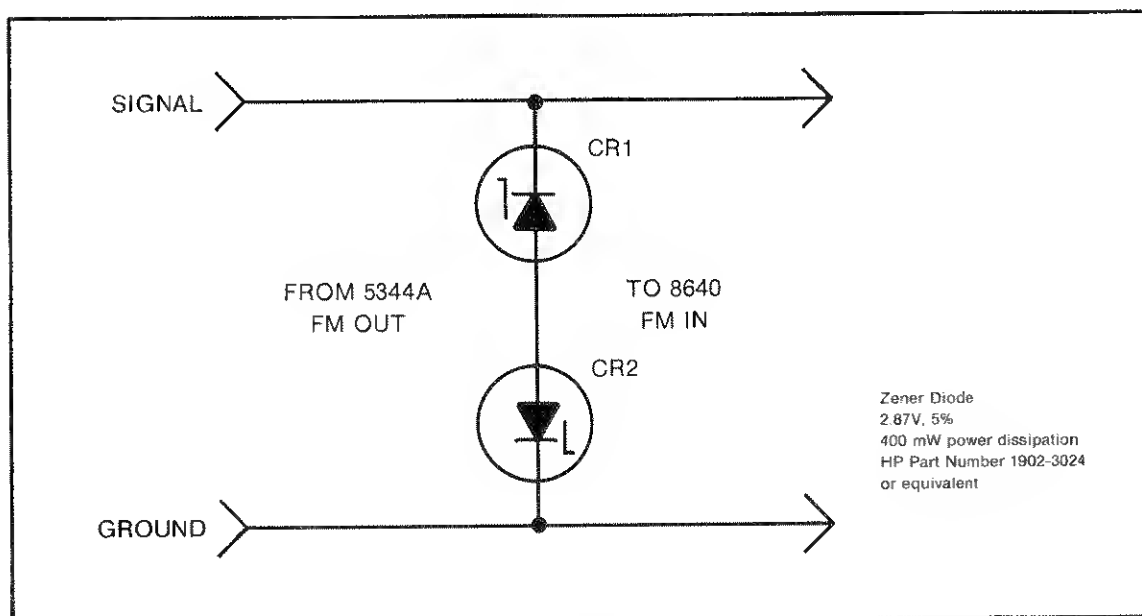 SIGNAL
CR1
FROM 5344A
FM OUT
TO 8640
FM IN
CR2
Zener Diode
2.87V, 5%
400 mW power dissipation
HP Part Number 1902-3024
or equivalent
GROUND